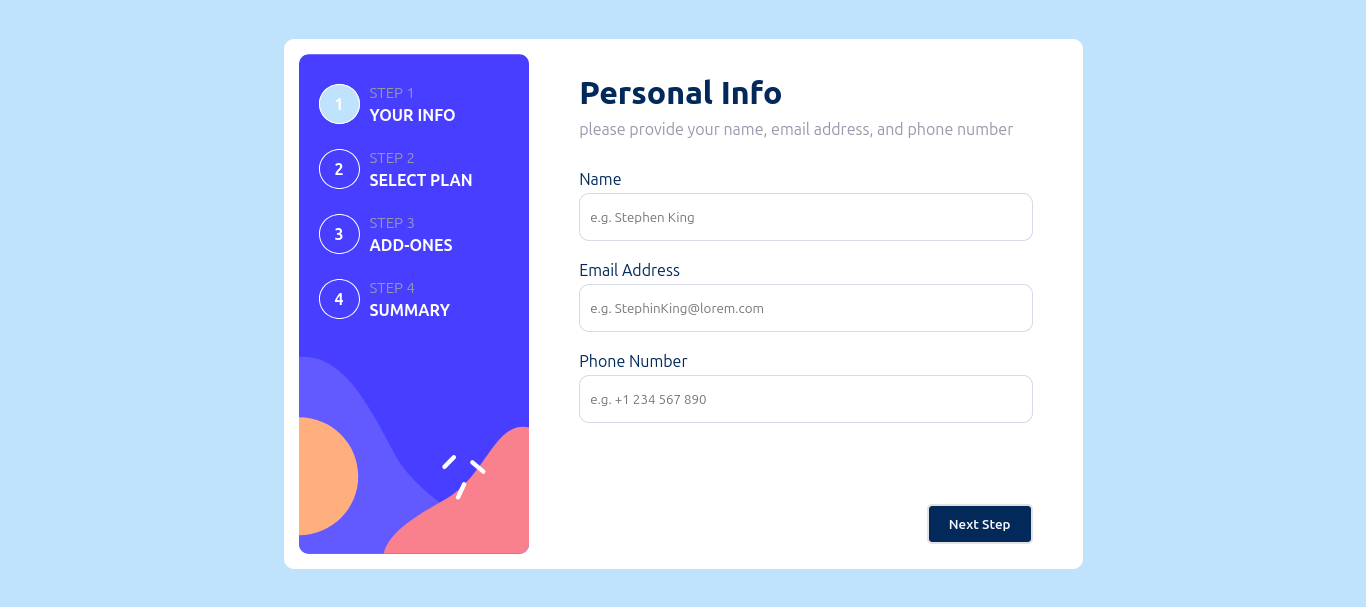 1
STEP 1
YOUR INFO
2
STEP 2
SELECT PLAN
3
STEP 3
ADD-ONES
4
STEP 4
SUMMARY
Personal Info
please provide your name, email address, and phone number
Name
e.g. Stephen King
Email Address
e.g. StephinKing@lorem.com
Phone Number
e.g. +1 234 567 890
Next Step